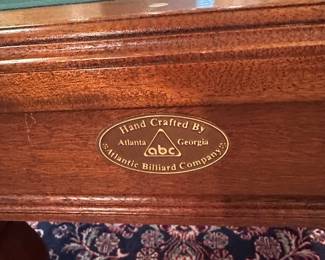 Hand Crafted By
Atlanta Georgia
abc
Atlantic Billiard Company